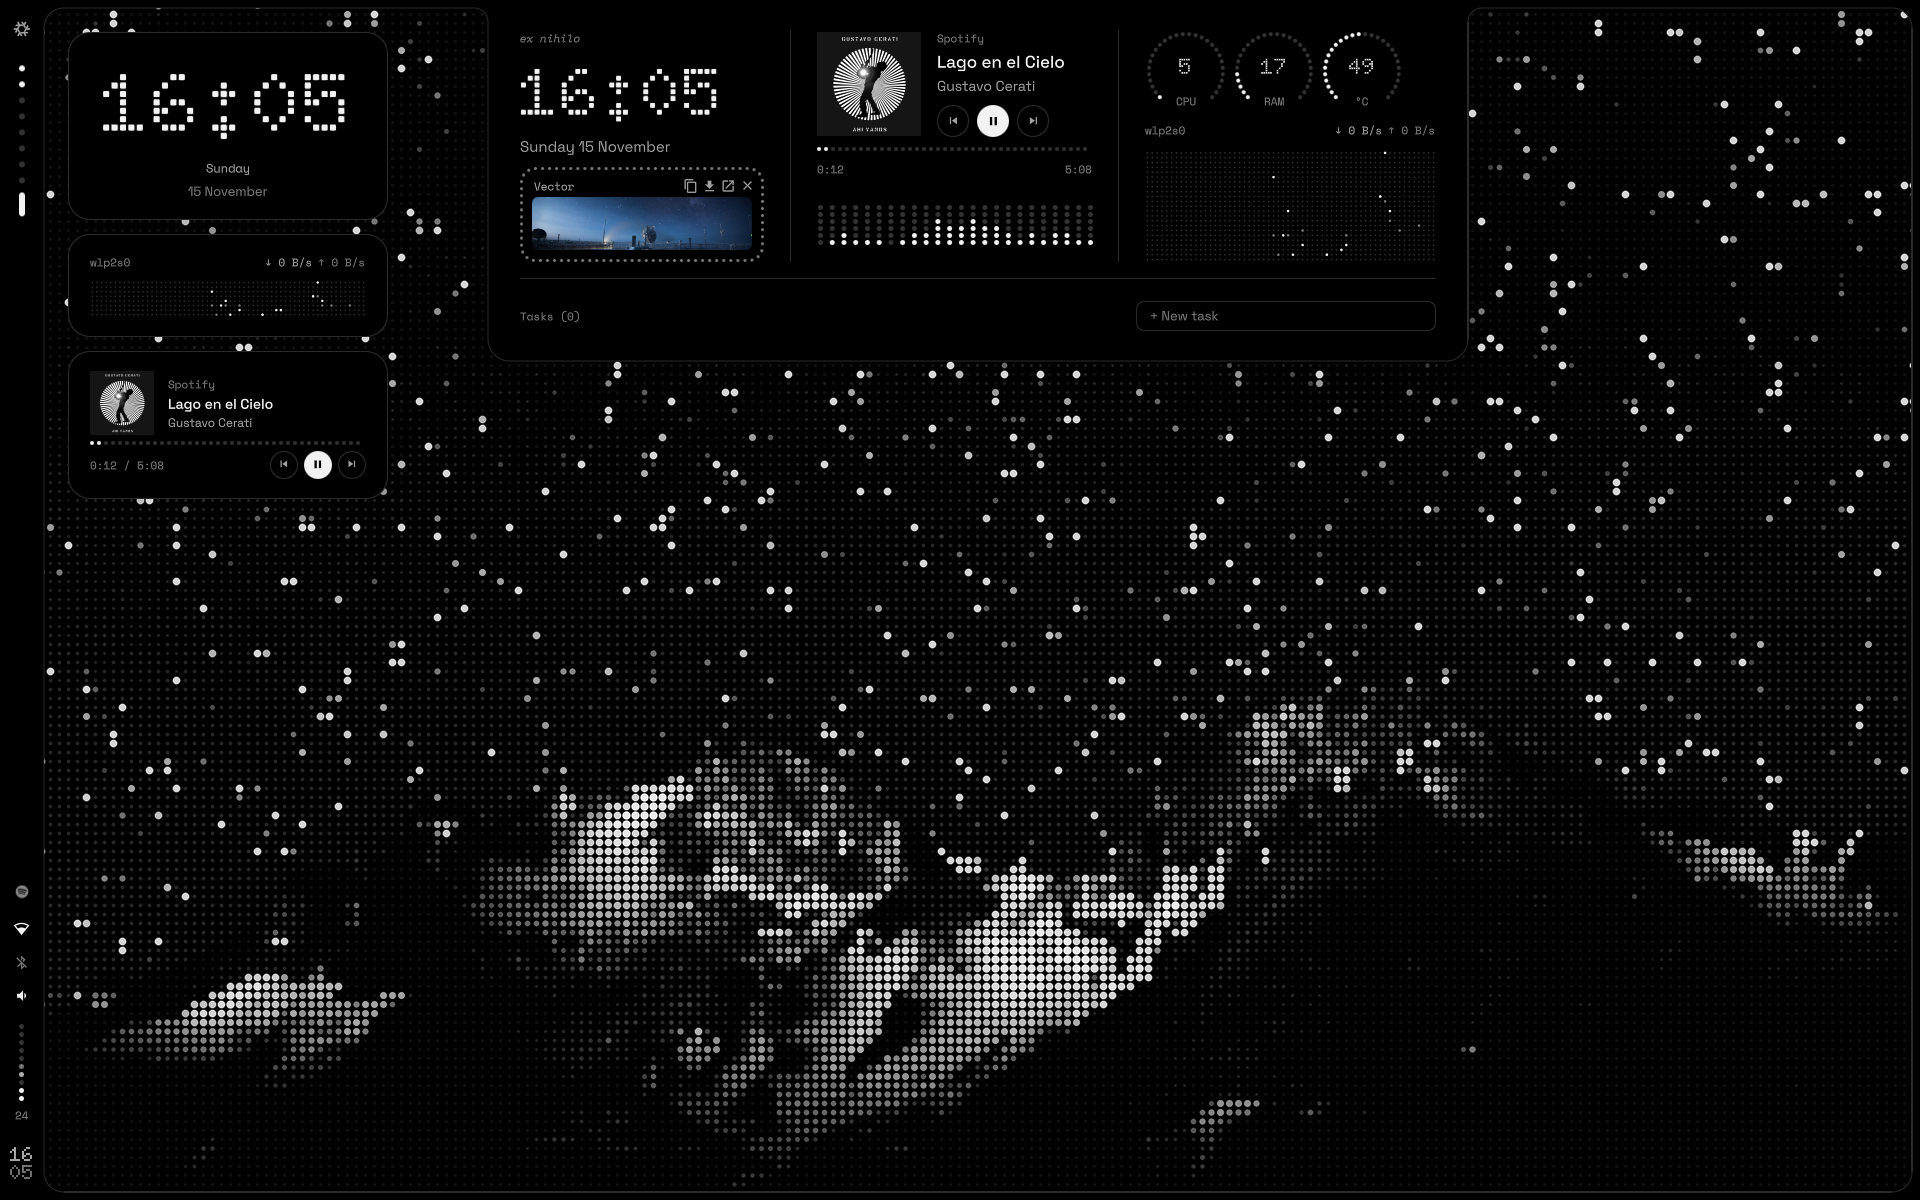 16:05
Sunday
15 November
wlp2s0
↓ 0 B/s ↑ 0 B/s
Spotify
Lago en el Cielo
Gustavo Cerati
0:12 / 5:08
ex nihilo
16:05
Sunday 15 November
Vector
GUSTAVO CERATI
AHI VAMOS
Spotify
Lago en el Cielo
Gustavo Cerati
0:12
5:08
5
CPU
17
RAM
49
°C
wlp2s0
↓ 0 B/s ↑ 0 B/s
Tasks (0)
+ New task
24
16
05